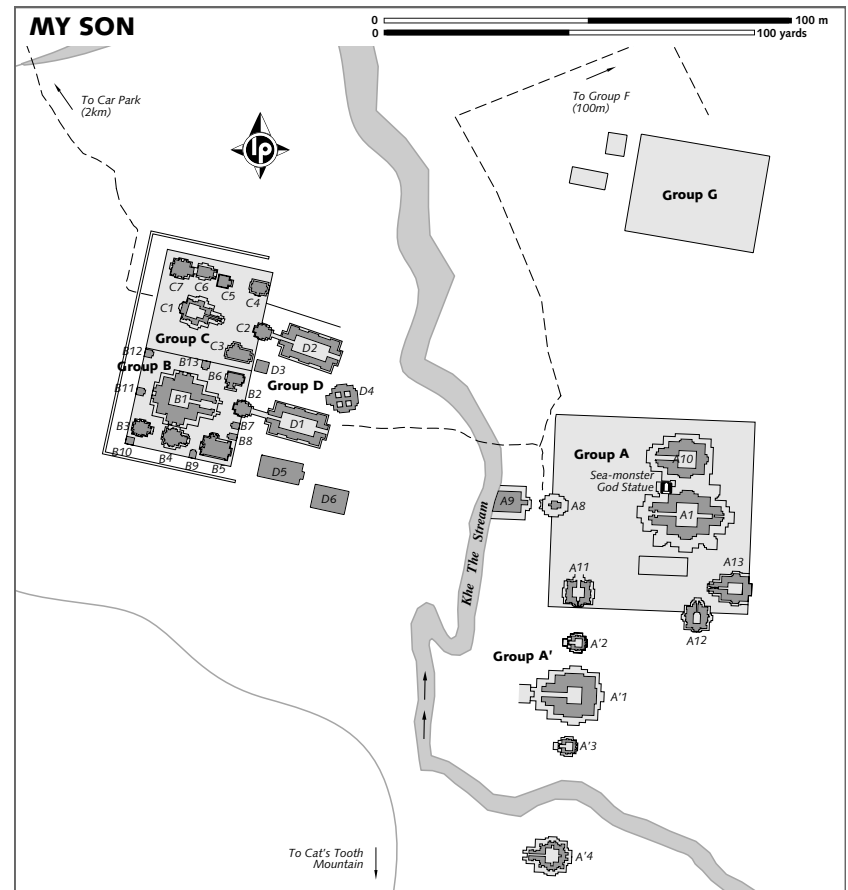 MY SON
0 100 m
0 100 yards
To Car Park
(2km)
To Group F
(100m)
lp
Group G
C7
C6
C5
C4
C1
C2
Group C
C3
D2
B12
B13
Group B
D3
B6
Group D
B11
B2
D4
B1
B3
B7
D1
B8
B10
B4
B9
B5
D5
D6
Group A
A10
Sea-monster
God Statue
A9
A8
A1
Khe The Stream
A11
A13
A12
A'2
Group A'
A'1
A'3
To Cat's Tooth
Mountain
A'4